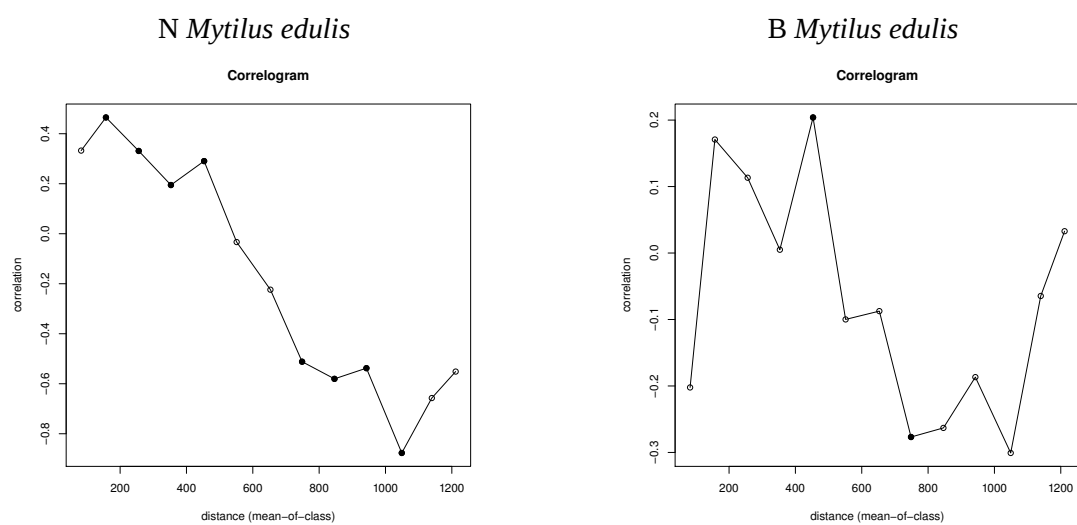 N Mytilus edulis
Correlogram
0.4
0.2
0.0
−0.2
−0.4
−0.6
−0.8
correlation
200 400 600 800 1000 1200
distance (mean−of−class)
B Mytilus edulis
Correlogram
0.2
0.1
0.0
−0.1
−0.2
−0.3
correlation
200 400 600 800 1000 1200
distance (mean−of−class)